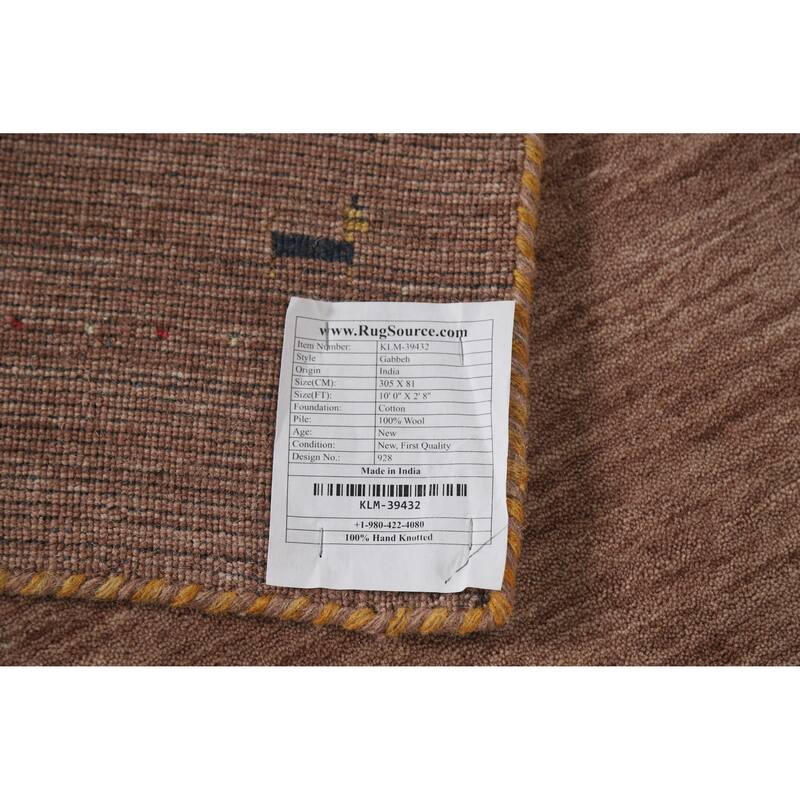 www.RugSource.com
Item Number: KLM-39432
Style Gabbeh
Origin India
Size(CM): 305 X 81
Size(FT): 10' 0" X 2' 8"
Foundation: Cotton
Pile: 100% Wool
Age: New
Condition: New, First Quality
Design No.: 928
Made in India
KLM-39432
+1-980-422-4080
100% Hand Knotted